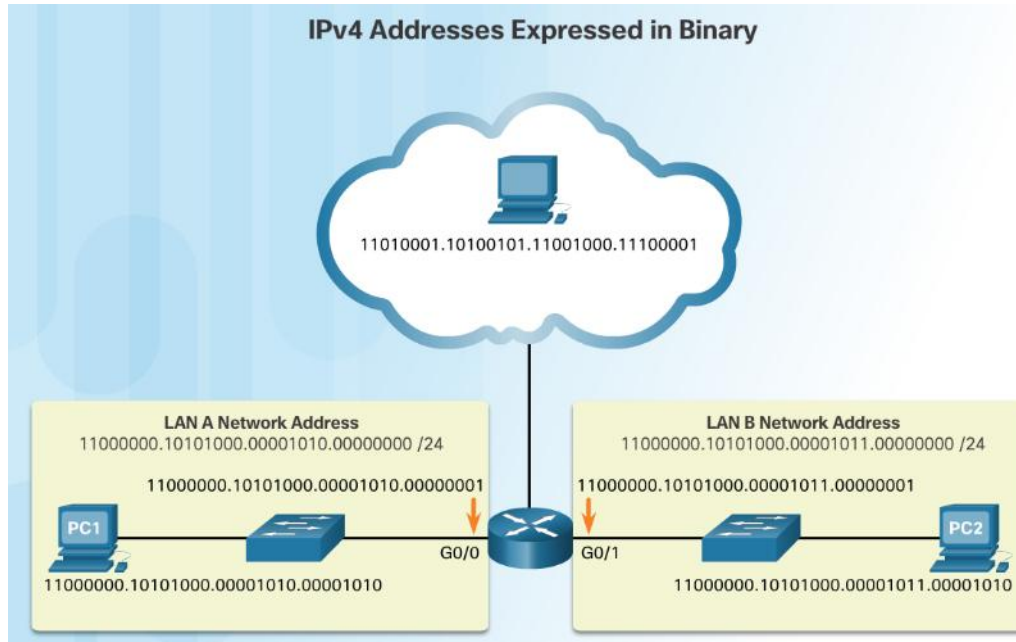 IPv4 Addresses Expressed in Binary
11010001.10100101.11001000.11100001
LAN A Network Address
11000000.10101000.00001010.00000000 /24
11000000.10101000.00001010.00000001
PC1
G0/0
11000000.10101000.00001010.00001010
LAN B Network Address
11000000.10101000.00001011.00000000 /24
11000000.10101000.00001011.00000001
G0/1
PC2
11000000.10101000.00001011.00001010